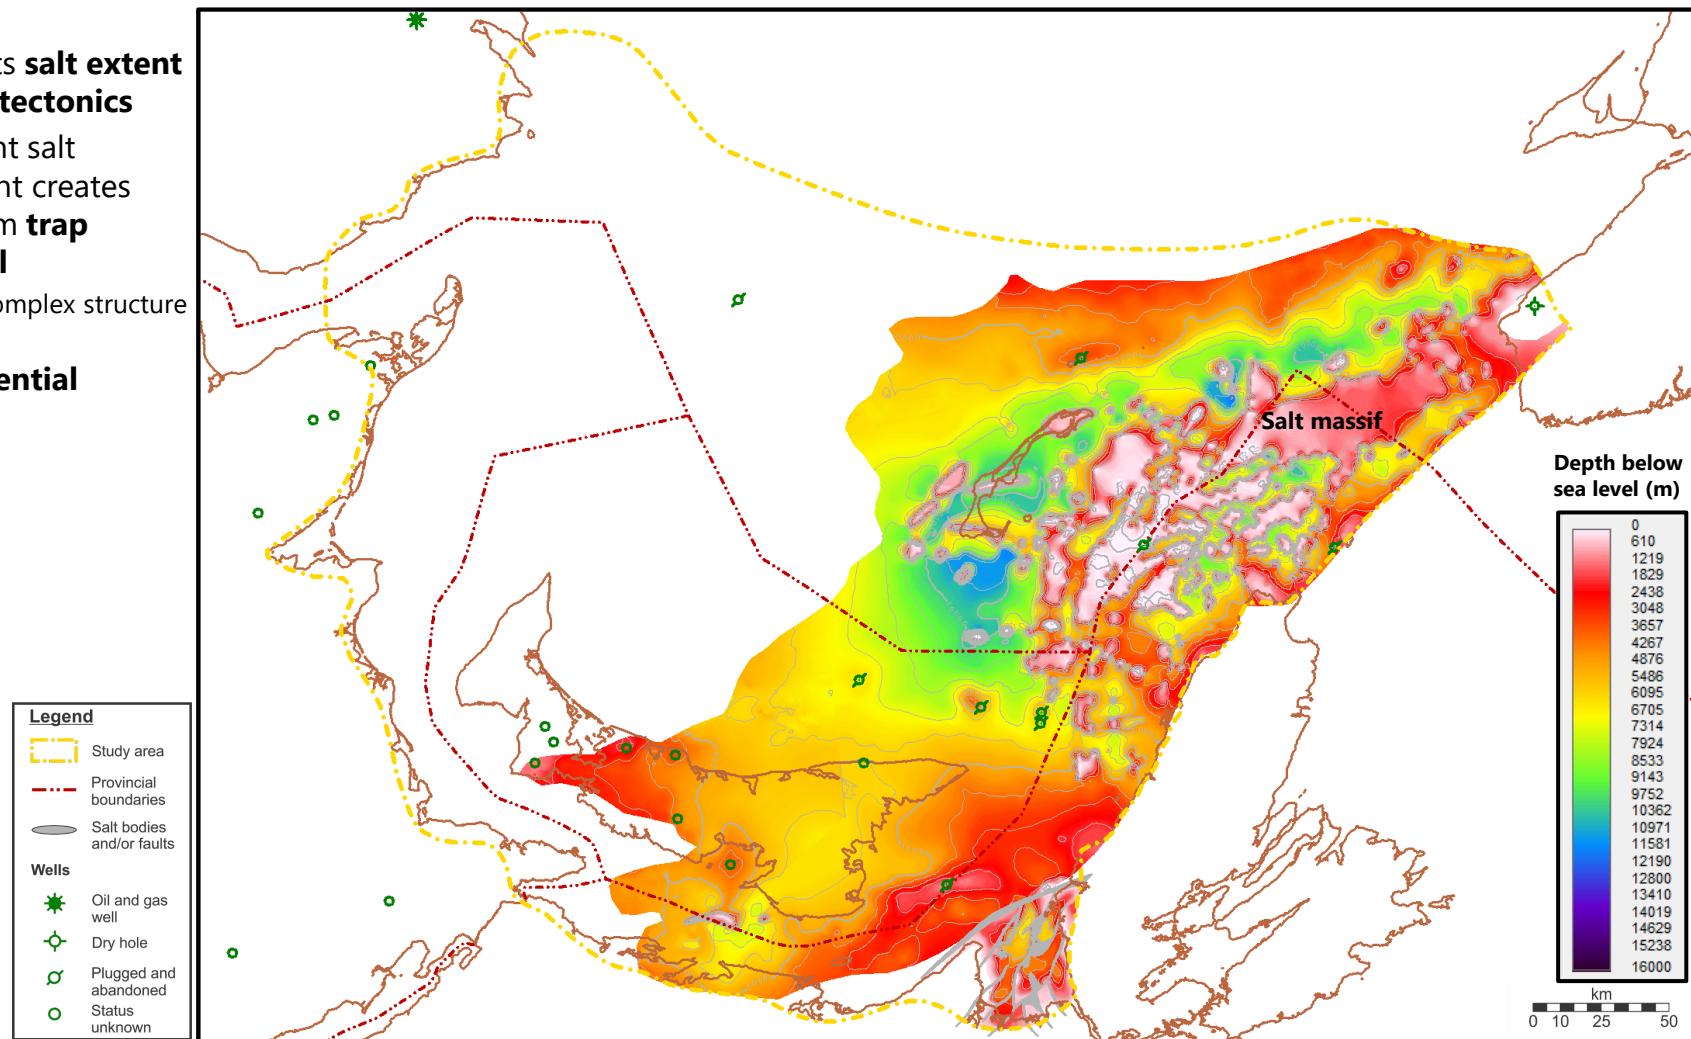 ts salt extent
tectonics
nt salt
nt creates
m trap
l
omplex structure
ential
Salt massif
Depth below
sea level (m)
0
610
1219
1829
2438
3048
3657
4267
4876
5486
6095
6705
7314
7924
8533
9143
9752
10362
10971
11581
12190
12800
13410
14019
14629
15238
16000
km
0 10 25 50
Legend
Study area
Provincial
boundaries
Salt bodies
and/or faults
Wells
Oil and gas
well
Dry hole
Plugged and
abandoned
Status
unknown